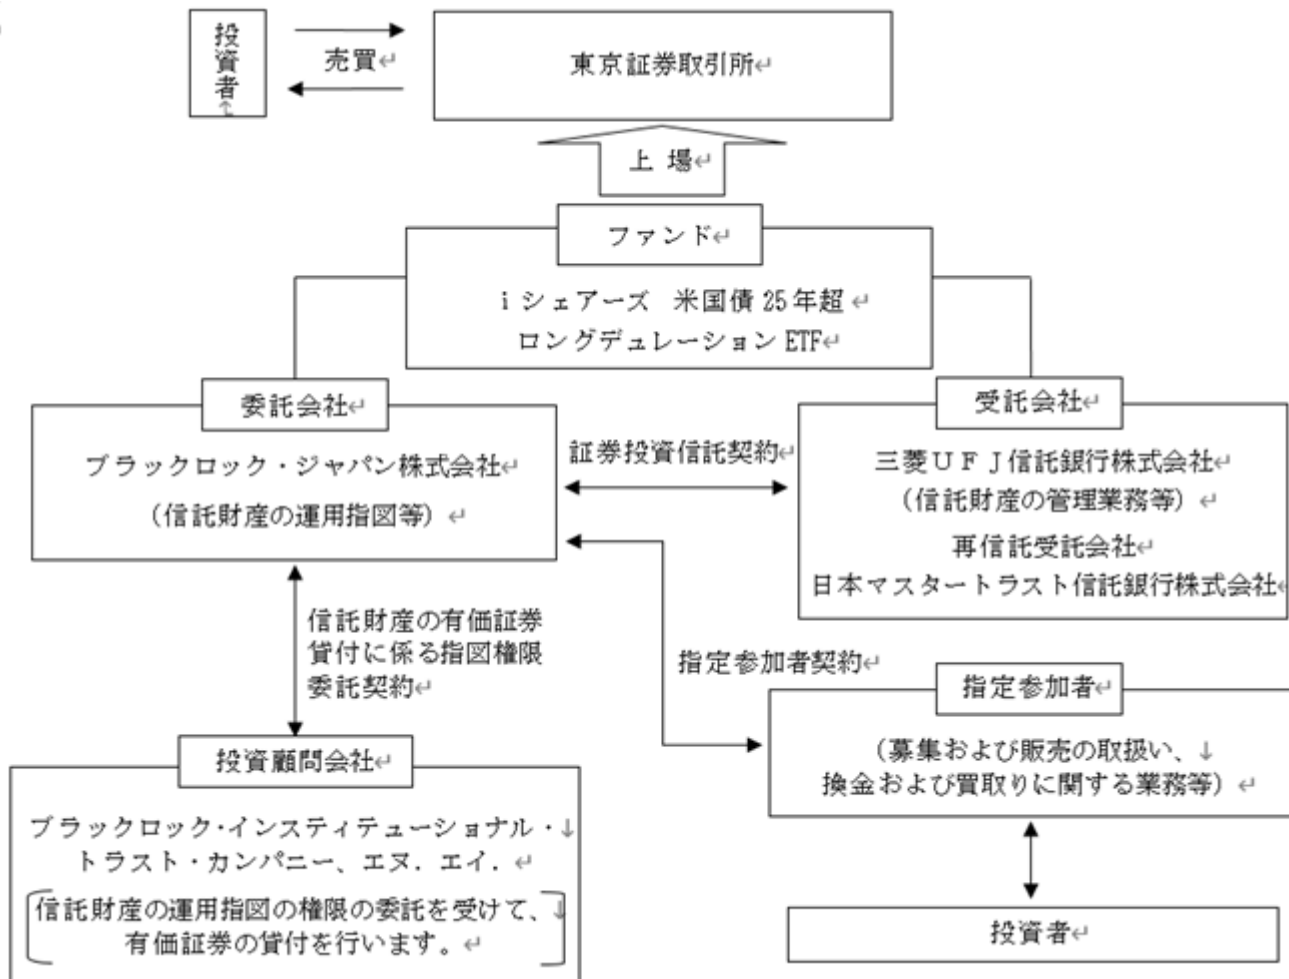 投資者
売買
東京証券取引所
上 場
ファンド
iシェアーズ 米国債25年超
ロングデュレーションETF
委託会社
ブラックロック・ジャパン株式会社
(信託財産の運用指図等)
証券投資信託契約
受託会社
三菱UFJ信託銀行株式会社
(信託財産の管理業務等)
再信託受託会社
日本マスタートラスト信託銀行株式会社
信託財産の有価証券
貸付に係る指図権限
委託契約
指定参加者契約
指定参加者
(募集および販売の取扱い、
換金および買取りに関する業務等)
投資顧問会社
ブラックロック・インスティテューショナル・
トラスト・カンパニー、エヌ.エイ.
信託財産の運用指図の権限の委託を受けて、
有価証券の貸付を行います。
投資者